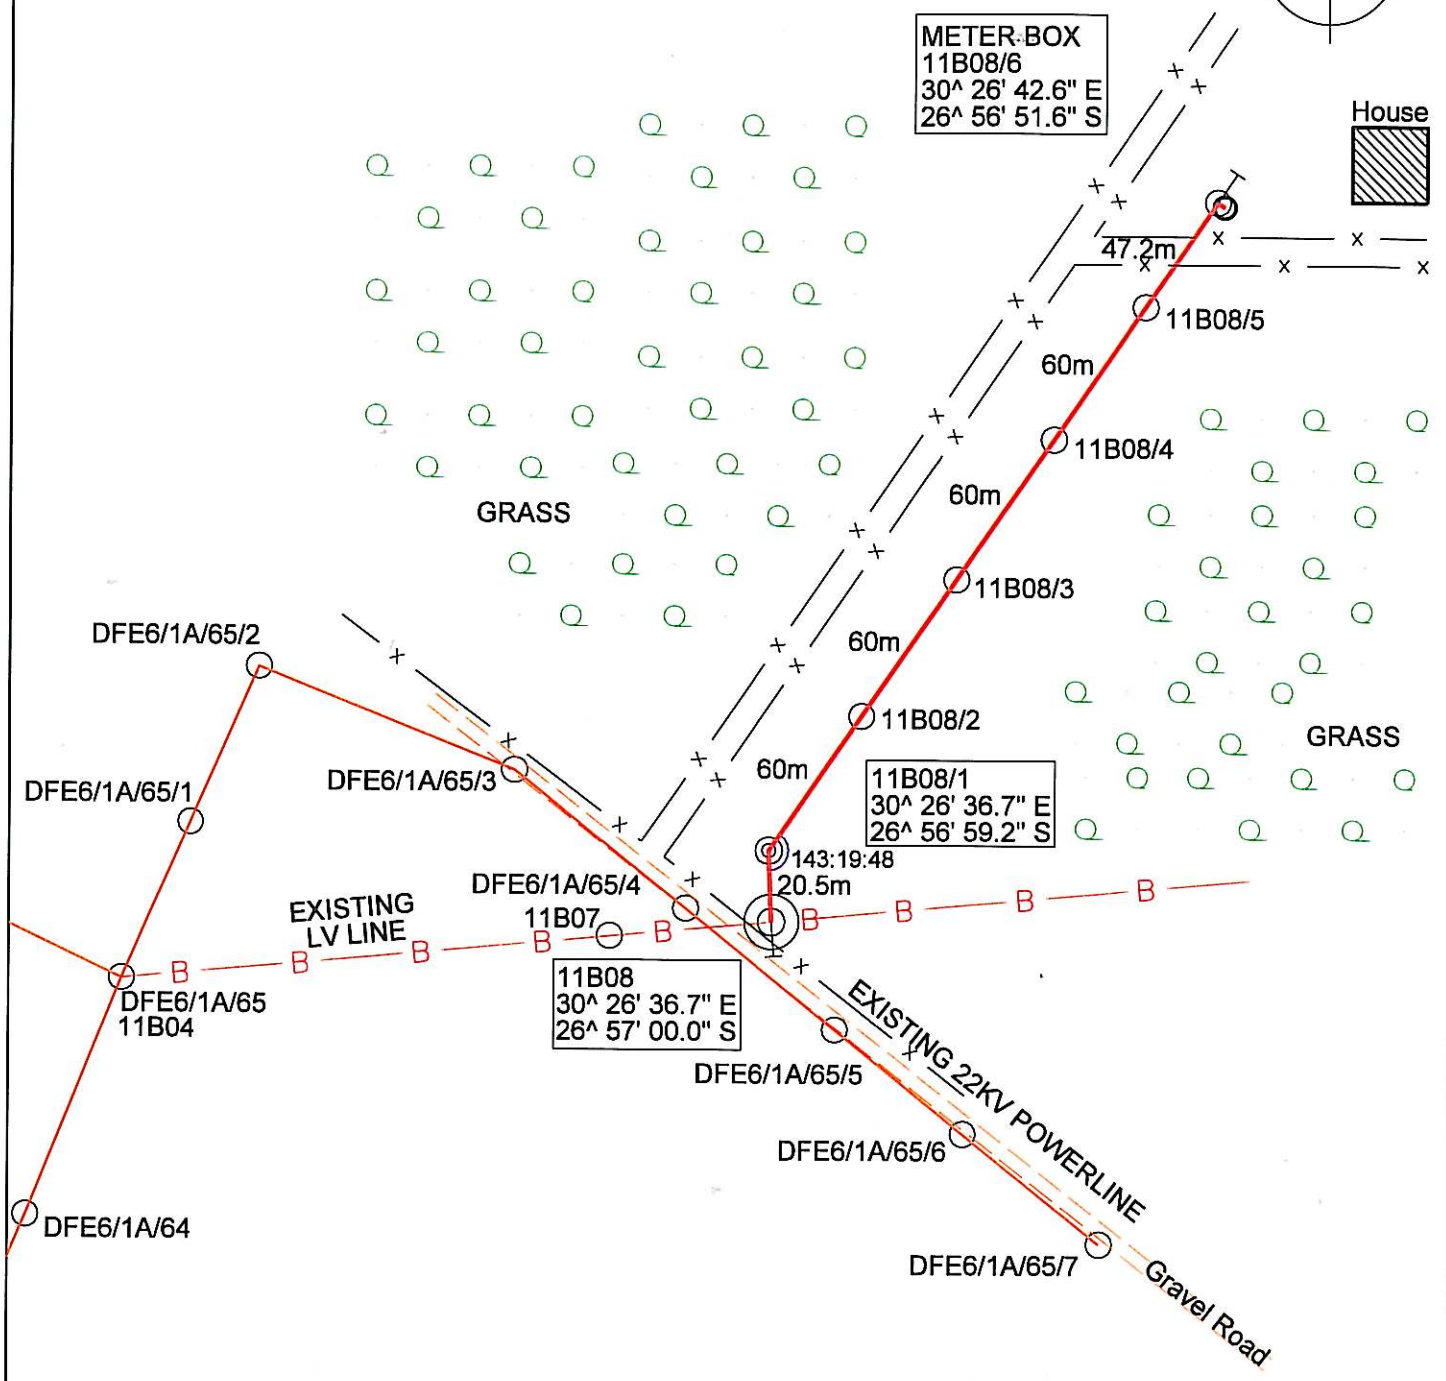 METER BOX
11B08/6
30^ 26' 42.6" E
26^ 56' 51.6" S
House
47.2m
11B08/5
60m
11B08/4
60m
GRASS
11B08/3
DFE6/1A/65/2
60m
11B08/2
GRASS
60m
DFE6/1A/65/3
11B08/1
30^ 26' 36.7" E
26^ 56' 59.2" S
DFE6/1A/65/1
143:19:48
20.5m
DFE6/1A/65/4
11B07
EXISTING
LV LINE
B B B B B B B B B
11B08
30^ 26' 36.7" E
26^ 57' 00.0" S
DFE6/1A/65
11B04
EXISTING 22KV POWERLINE
DFE6/1A/65/5
DFE6/1A/65/6
DFE6/1A/64
DFE6/1A/65/7
Gravel Road